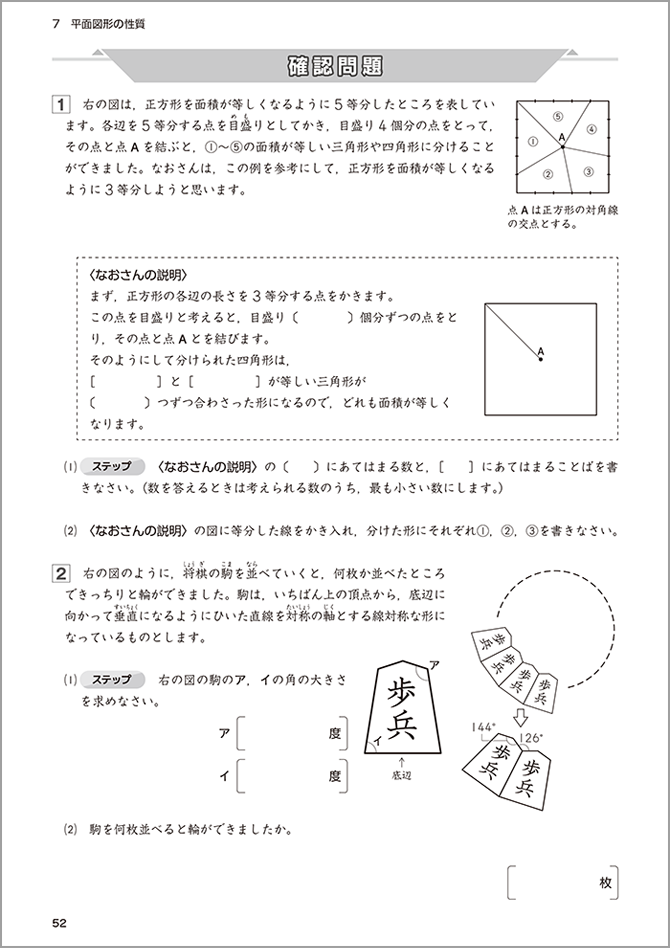 7 平面図形の性質
確認問題
1 右の図は，正方形を面積が等しくなるように5等分したところを表してい
ます。各辺を5等分する点を目盛りとしてかき，目盛り4個分の点をとって，
その点と点Aを結ぶと，①〜⑤の面積が等しい三角形や四角形に分けること
ができました。なおさんは，この例を参考にして，正方形を面積が等しくなる
ように3等分しようと思います。
めも
⑤
A
④
①
②
③
点Aは正方形の対角線
の交点とする。
〈なおさんの説明〉
まず，正方形の各辺の長さを3等分する点をかきます。
この点を目盛りと考えると，目盛り〔 〕個分ずつの点をと
り，その点と点Aとを結びます。
そのようにして分けられた四角形は，
[ ]と[ ]が等しい三角形が
〔 〕つずつ合わさった形になるので，どれも面積が等しく
なります。
A
(1) ステップ 〈なおさんの説明〉の〔 〕にあてはまる数と，[ ]にあてはまることばを書
きなさい。(数を答えるときは考えられる数のうち，最も小さい数にします。)
(2) 〈なおさんの説明〉の図に等分した線をかき入れ，分けた形にそれぞれ①，②，③を書きなさい。
しょうぎ こま なら
2 右の図のように，将棋の駒を並べていくと，何枚か並べたところ
できっちりと輪ができました。駒は，いちばん上の頂点から，底辺に
すいちょく たいしょう じく
向かって垂直になるようにひいた直線を対称の軸とする線対称な形に
なっているものとします。
歩兵
歩兵
歩兵
歩兵
144°
126°
歩兵
歩兵
(1) ステップ 右の図の駒のア，イの角の大きさ
を求めなさい。
ア[ 度]
イ[ 度]
ア
歩兵
イ
↑
底辺
(2) 駒を何枚並べると輪ができましたか。
[ 枚]
52